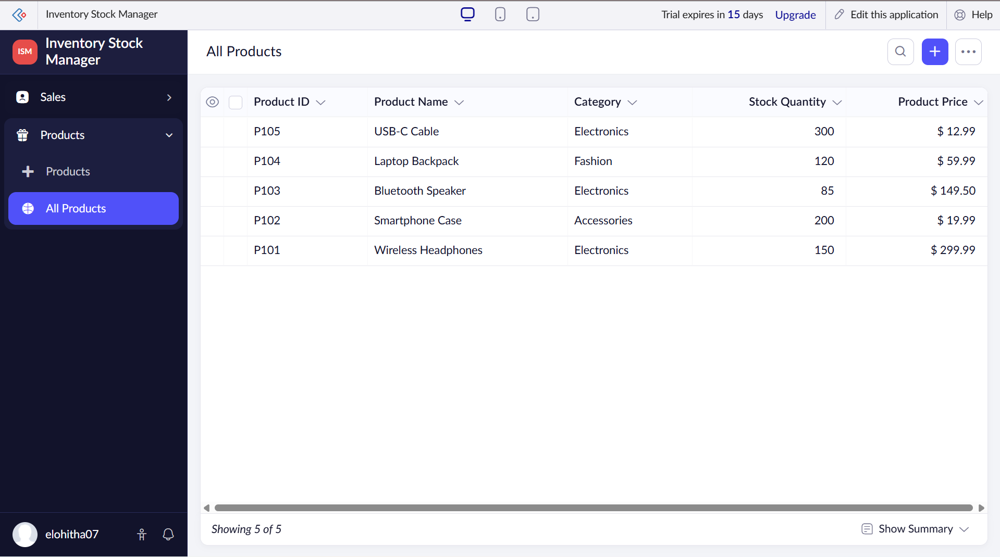 Inventory Stock Manager
Trial expires in 15 days Upgrade Edit this application Help
ISM
Inventory Stock
Manager
All Products
Sales
Products
Products
All Products
Product ID Product Name Category Stock Quantity Product Price
P105 USB-C Cable Electronics 300 $ 12.99
P104 Laptop Backpack Fashion 120 $ 59.99
P103 Bluetooth Speaker Electronics 85 $ 149.50
P102 Smartphone Case Accessories 200 $ 19.99
P101 Wireless Headphones Electronics 150 $ 299.99
Showing 5 of 5 Show Summary
elohitha07